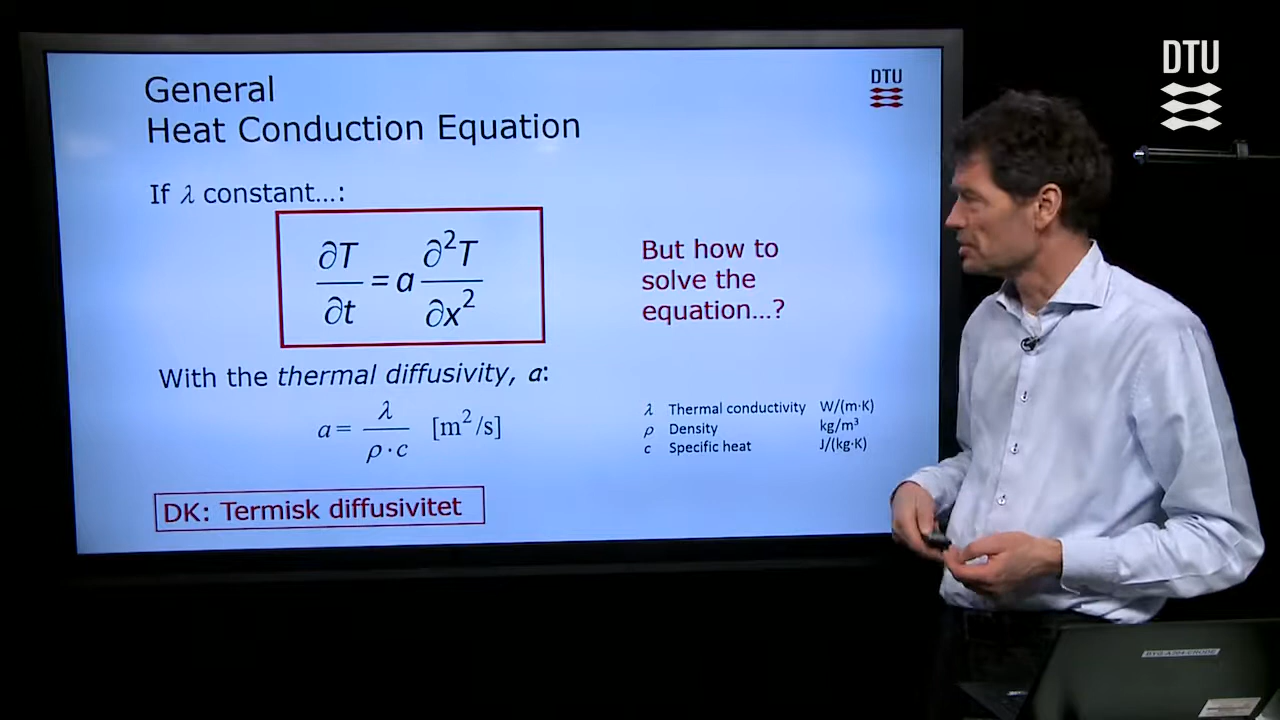 General
Heat Conduction Equation
DTU
If λ constant...:
∂T/∂t = a ∂²T/∂x²
But how to
solve the
equation...?
With the thermal diffusivity, a:
a = λ/(ρ·c) [m²/s]
λ Thermal conductivity W/(m·K)
ρ Density kg/m³
c Specific heat J/(kg·K)
DK: Termisk diffusivitet
DTU